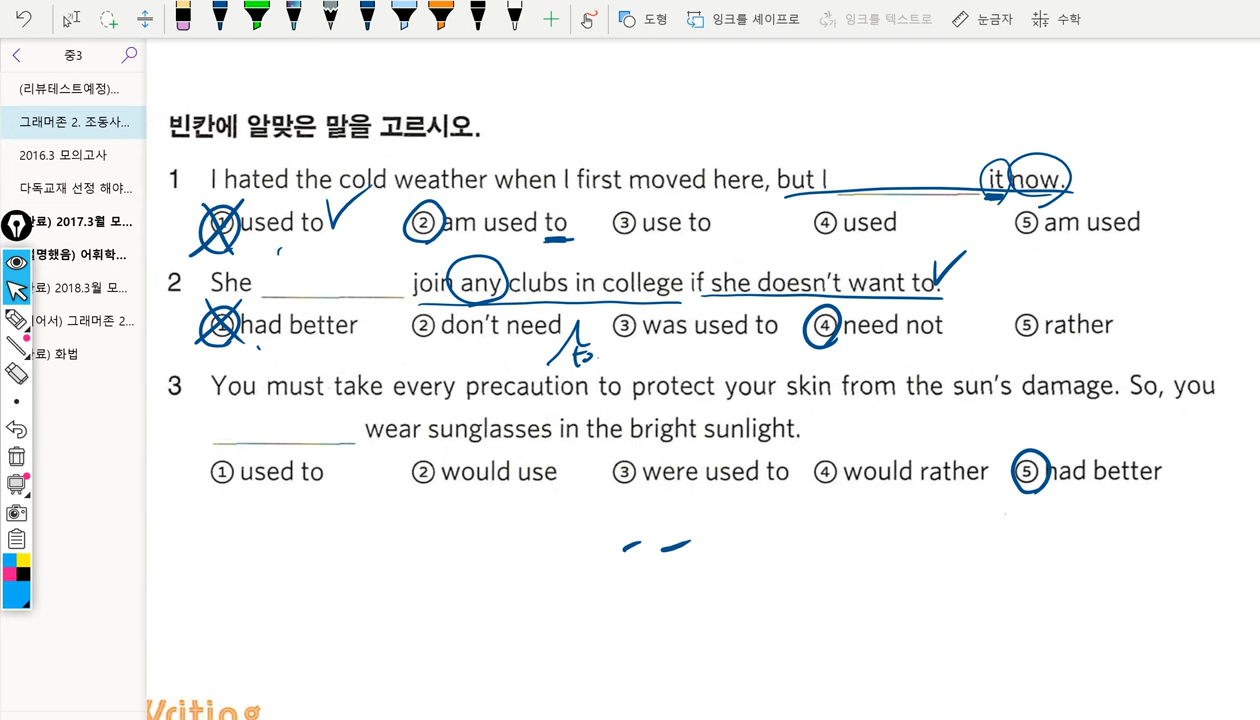 도형
잉크를 셰이프로
잉크를 텍스트로
눈금자
수학
중3
(리뷰테스트예정)...
그래머존 2. 조동사...
2016.3 모의고사
다독교재 선정 해야...
료) 2017.3월 모...
명했음) 어휘학...
료) 2018.3월 모...
어서) 그래머존 2...
료) 화법
빈칸에 알맞은 말을 고르시오.
1 I hated the cold weather when I first moved here, but I ____________ it now.
① used to ② am used to ③ use to ④ used ⑤ am used
2 She ____________ join any clubs in college if she doesn't want to.
① had better ② don't need ③ was used to ④ need not ⑤ rather
to
3 You must take every precaution to protect your skin from the sun's damage. So, you
____________ wear sunglasses in the bright sunlight.
① used to ② would use ③ were used to ④ would rather ⑤ had better
Writing